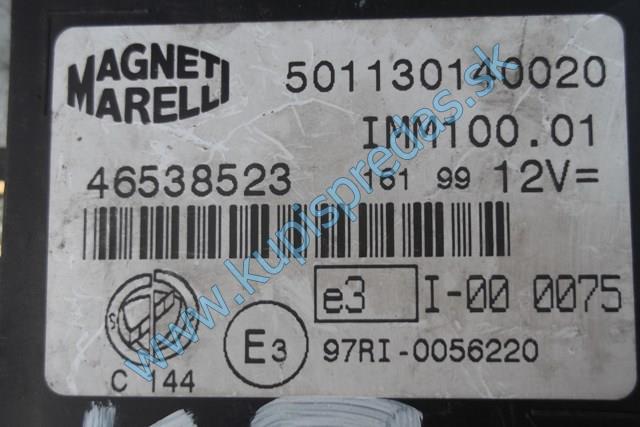 MAGNETI
MARELLI
501130140020
IMM100.01
46538523
161 99 12V=
e3 I-00 0075
E3 97RI-0056220
C 144
www.kupispredas.sk